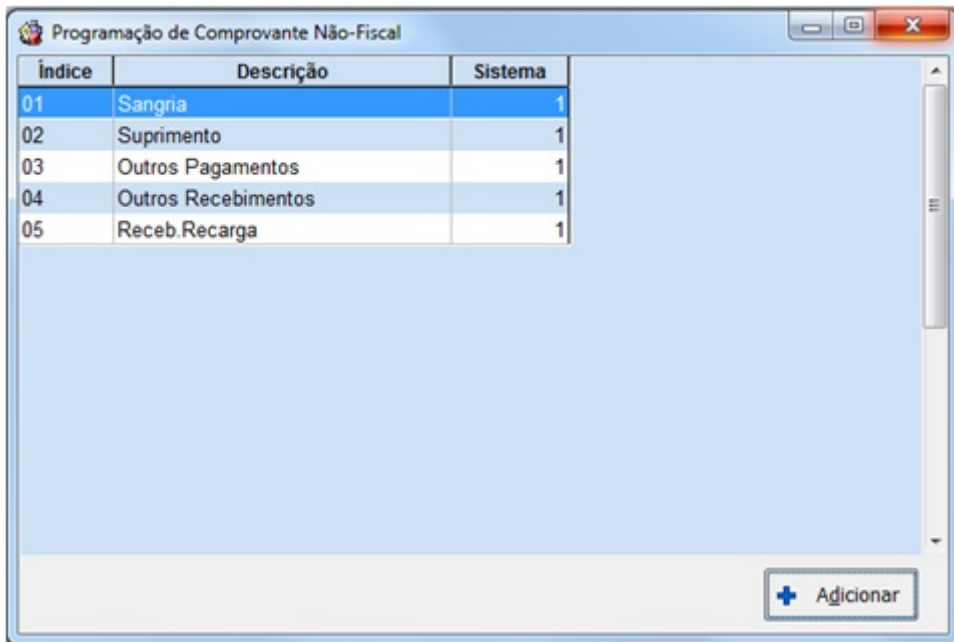 Programação de Comprovante Não-Fiscal
Índice Descrição Sistema
01 Sangria 1
02 Suprimento 1
03 Outros Pagamentos 1
04 Outros Recebimentos 1
05 Receb.Recarga 1
Adicionar